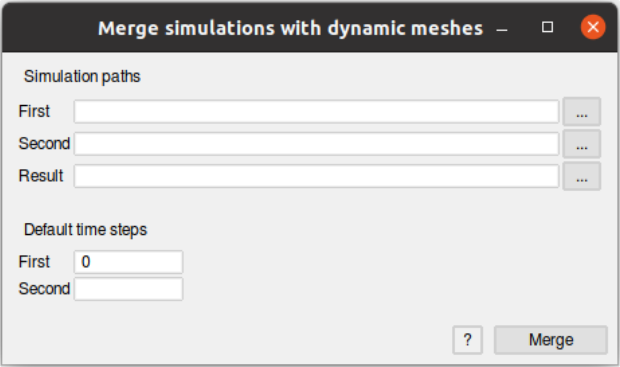 Merge simulations with dynamic meshes
Simulation paths
First ...
Second ...
Result ...
Default time steps
First 0
Second
? Merge